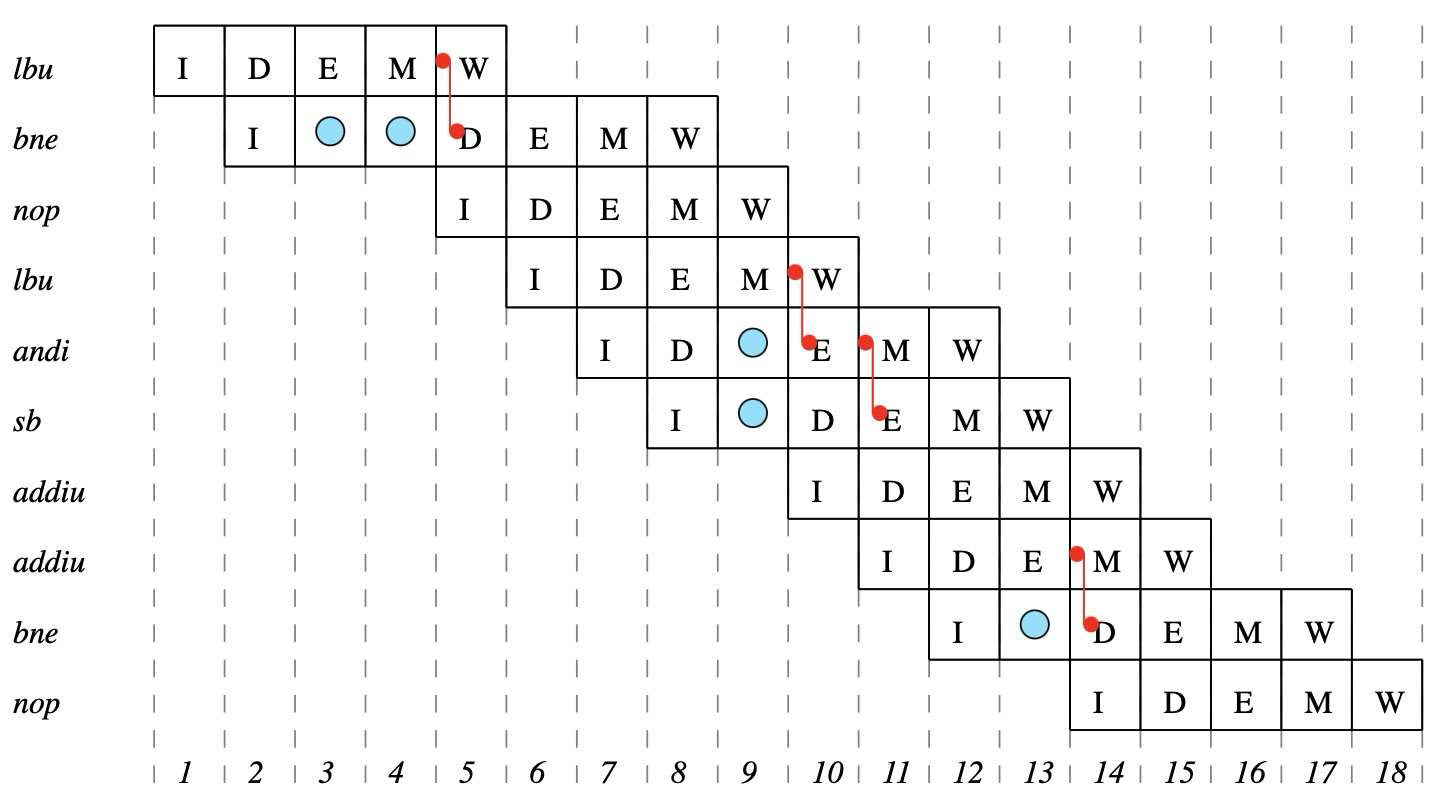 lbu I D E M W
bne I D E M W
nop I D E M W
lbu I D E M W
andi I D E M W
sb I D E M W
addiu I D E M W
addiu I D E M W
bne I D E M W
nop I D E M W
1 2 3 4 5 6 7 8 9 10 11 12 13 14 15 16 17 18